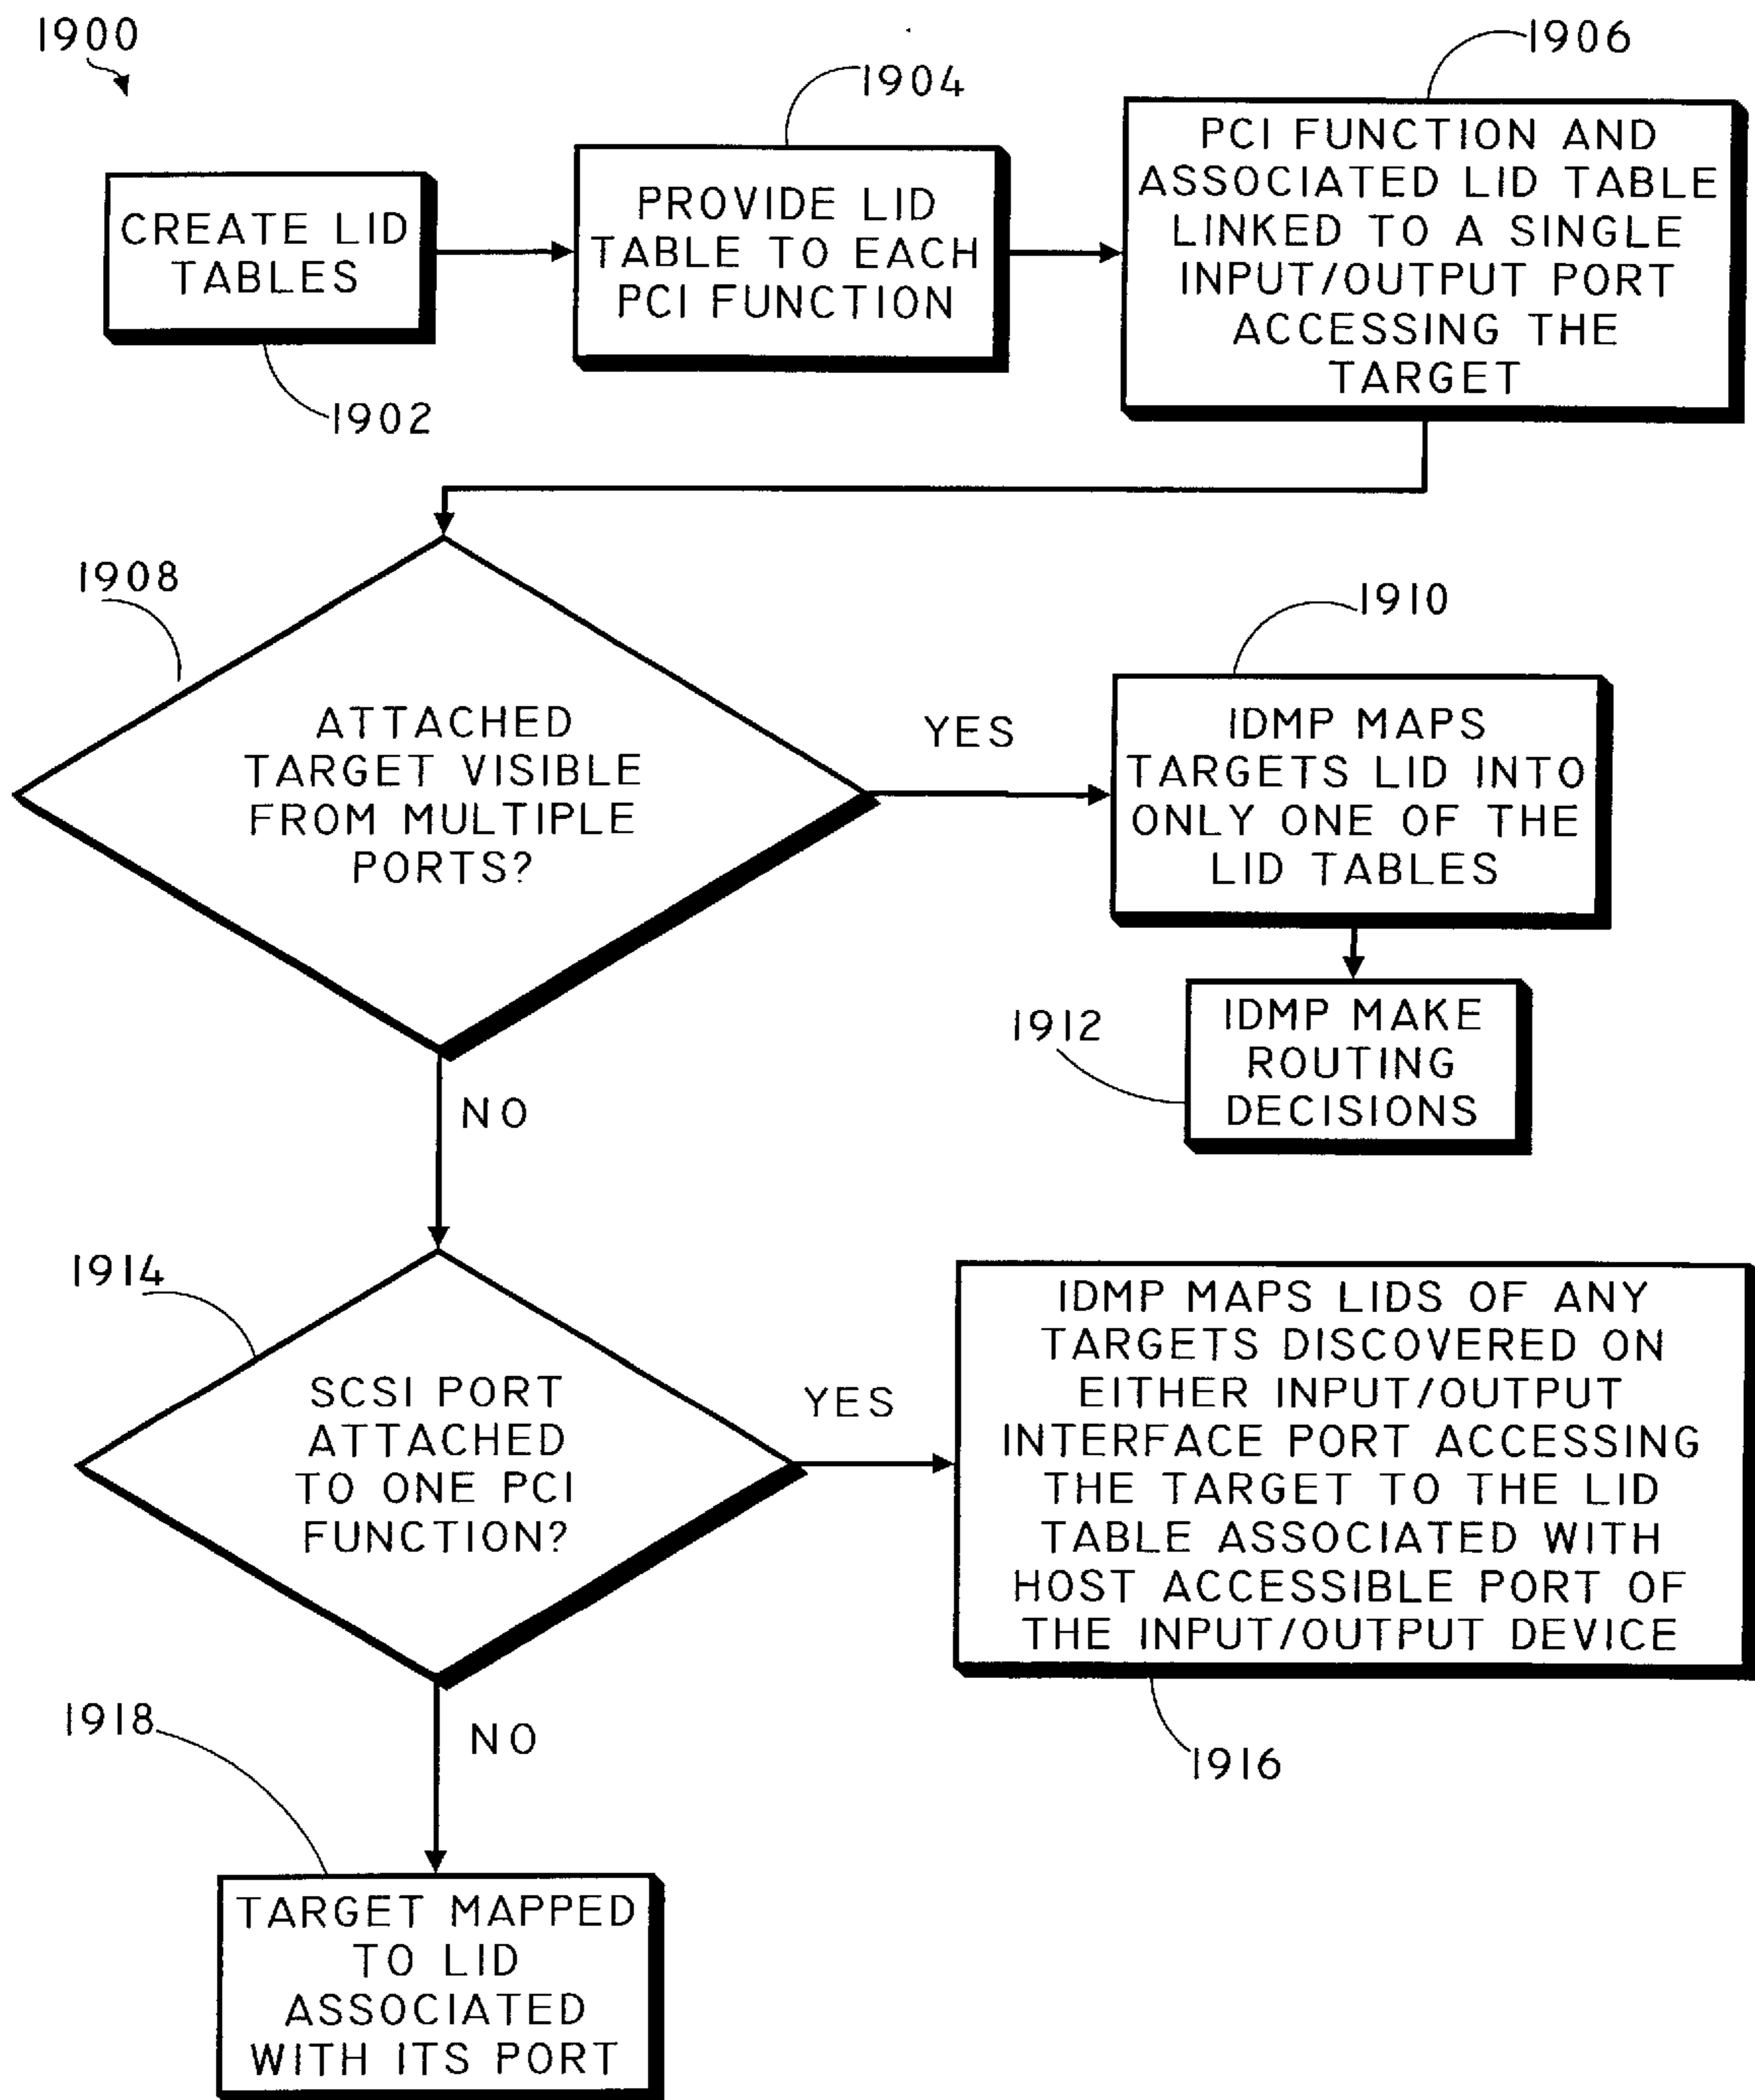 1900
1904
1906
CREATE LID
TABLES
1902
PROVIDE LID
TABLE TO EACH
PCI FUNCTION
PCI FUNCTION AND
ASSOCIATED LID TABLE
LINKED TO A SINGLE
INPUT/OUTPUT PORT
ACCESSING THE
TARGET
1908
ATTACHED
TARGET VISIBLE
FROM MULTIPLE
PORTS?
YES
1910
IDMP MAPS
TARGETS LID INTO
ONLY ONE OF THE
LID TABLES
1912
IDMP MAKE
ROUTING
DECISIONS
NO
1914
SCSI PORT
ATTACHED
TO ONE PCI
FUNCTION?
YES
IDMP MAPS LIDS OF ANY
TARGETS DISCOVERED ON
EITHER INPUT/OUTPUT
INTERFACE PORT ACCESSING
THE TARGET TO THE LID
TABLE ASSOCIATED WITH
HOST ACCESSIBLE PORT OF
THE INPUT/OUTPUT DEVICE
1916
NO
1918
TARGET MAPPED
TO LID
ASSOCIATED
WITH ITS PORT